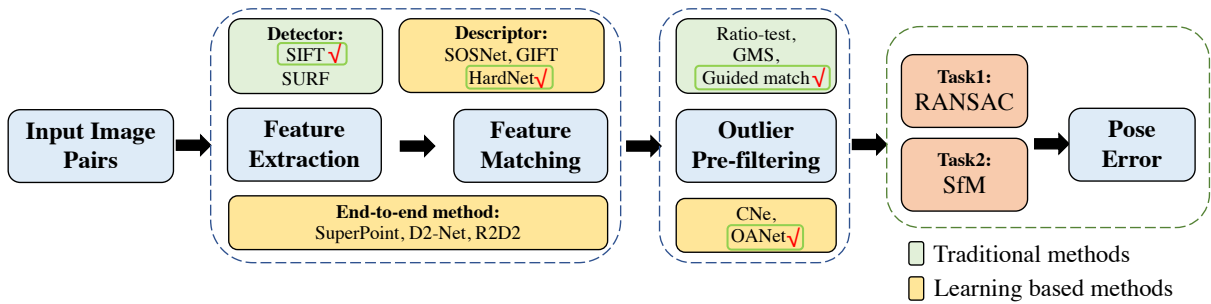 Input Image
Pairs
Detector:
SIFT√
SURF
Descriptor:
SOSNet, GIFT
HardNet√
Feature
Extraction
Feature
Matching
End-to-end method:
SuperPoint, D2-Net, R2D2
Ratio-test,
GMS,
Guided match√
Outlier
Pre-filtering
CNe,
OANet√
Task1:
RANSAC
Task2:
SfM
Pose
Error
Traditional methods
Learning based methods